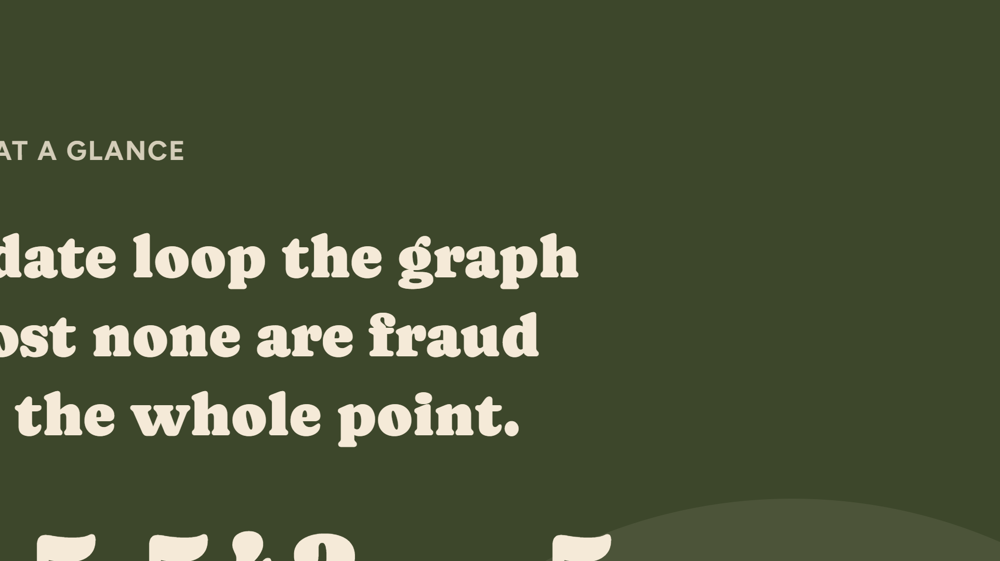 AT A GLANCE
date loop the graph
ost none are fraud
the whole point.